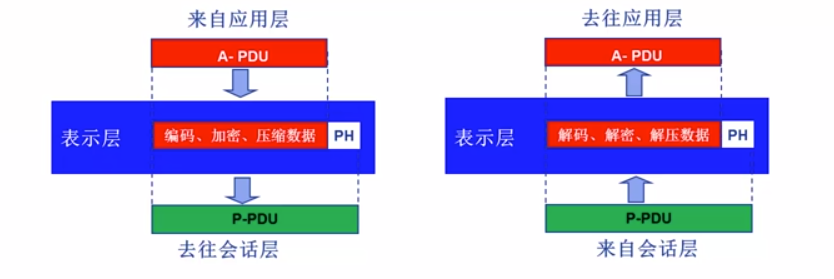 来自应用层
A- PDU
表示层
编码、加密、压缩数据
PH
P-PDU
去往会话层
去往应用层
A- PDU
表示层
解码、解密、解压数据
PH
P-PDU
来自会话层